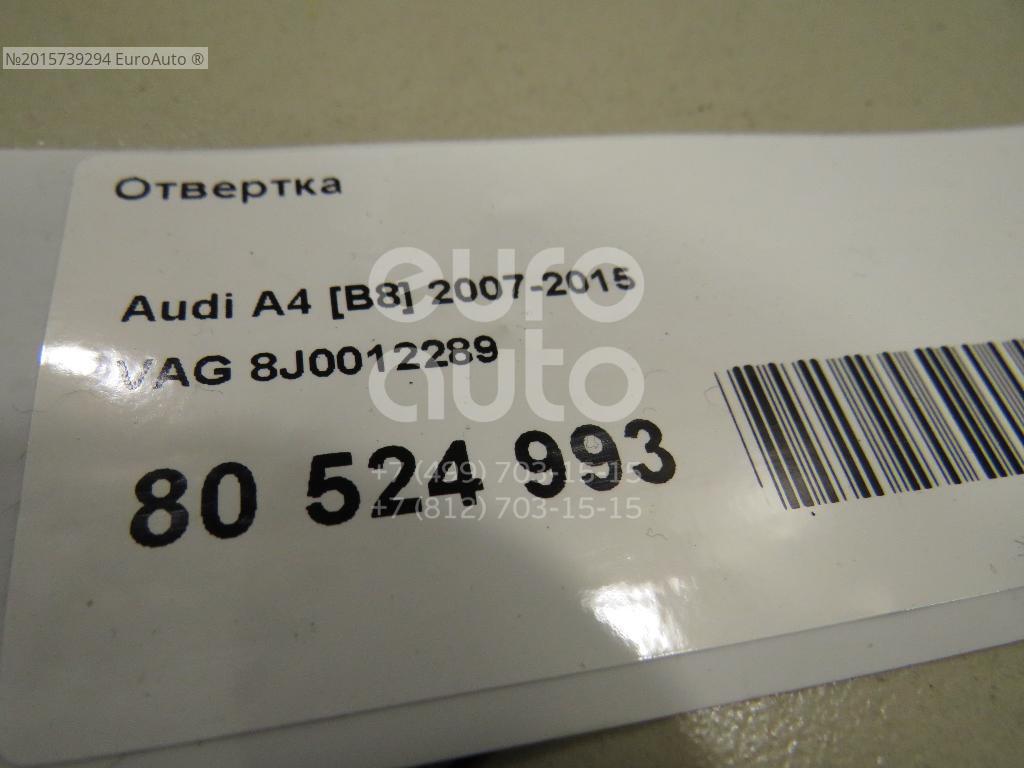 №2015739294 EuroAuto ®
Отвертка
Audi A4 [B8] 2007-2015
VAG 8J0012289
euro
auto
80 524 993
+7 (499) 703-15-15
+7 (812) 703-15-15